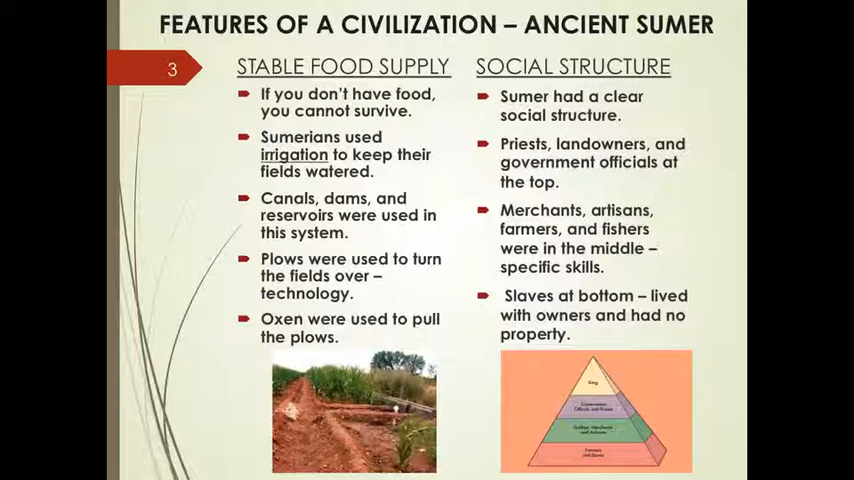 FEATURES OF A CIVILIZATION – ANCIENT SUMER
3
STABLE FOOD SUPPLY
If you don't have food,
you cannot survive.
Sumerians used
irrigation to keep their
fields watered.
Canals, dams, and
reservoirs were used in
this system.
Plows were used to turn
the fields over –
technology.
Oxen were used to pull
the plows.
SOCIAL STRUCTURE
Sumer had a clear
social structure.
Priests, landowners, and
government officials at
the top.
Merchants, artisans,
farmers, and fishers
were in the middle –
specific skills.
Slaves at bottom – lived
with owners and had no
property.
King